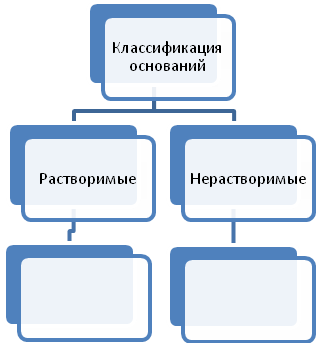 Классификация
оснований
Растворимые
Нерастворимые